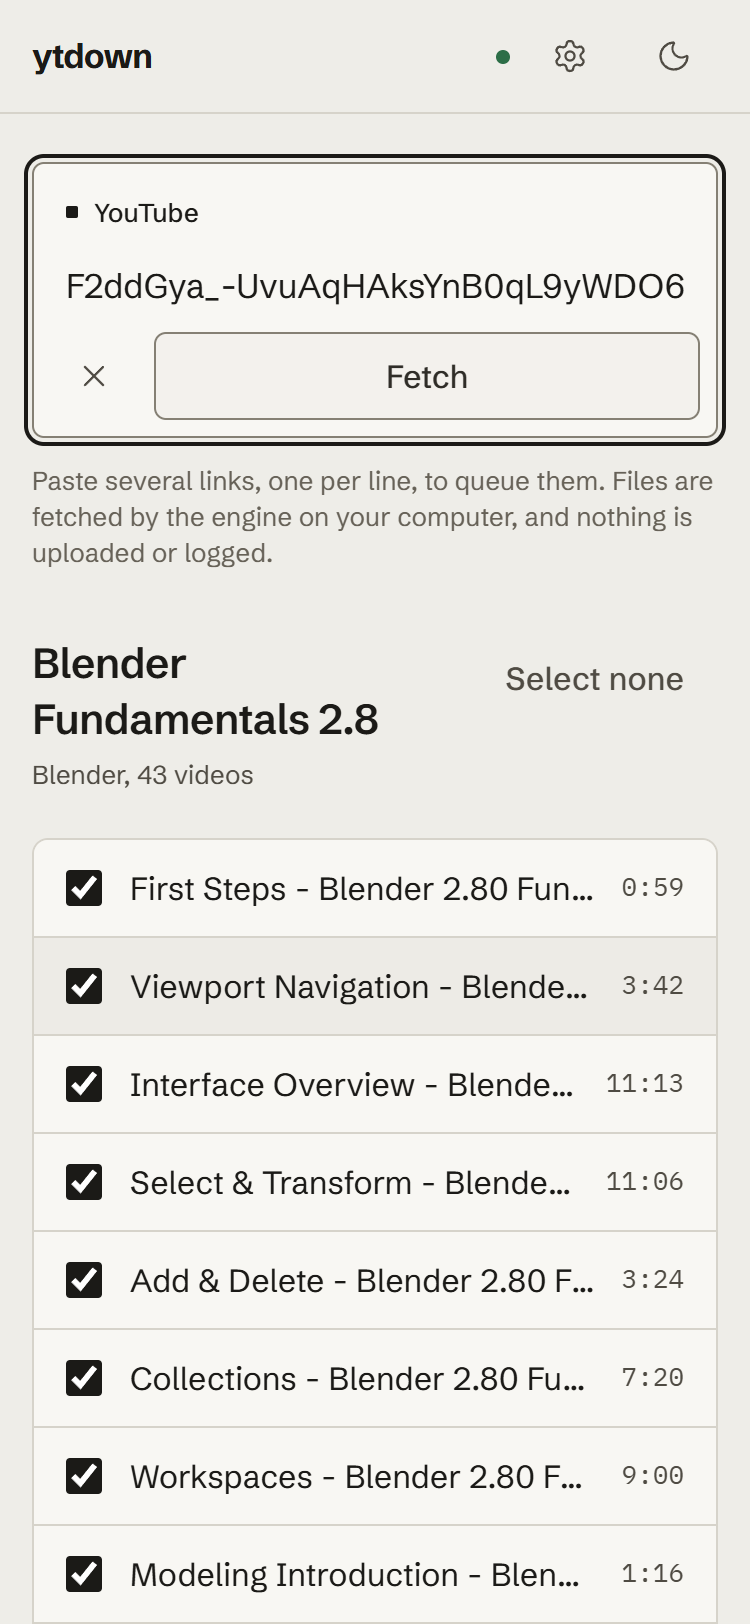 ytdown
YouTube
F2ddGya_-UvuAqHAksYnB0qL9yWDO6
Fetch
Paste several links, one per line, to queue them. Files are
fetched by the engine on your computer, and nothing is
uploaded or logged.
Blender
Fundamentals 2.8
Select none
Blender, 43 videos
First Steps - Blender 2.80 Fun... 0:59
Viewport Navigation - Blende... 3:42
Interface Overview - Blende... 11:13
Select & Transform - Blende... 11:06
Add & Delete - Blender 2.80 F... 3:24
Collections - Blender 2.80 Fu... 7:20
Workspaces - Blender 2.80 F... 9:00
Modeling Introduction - Blen... 1:16